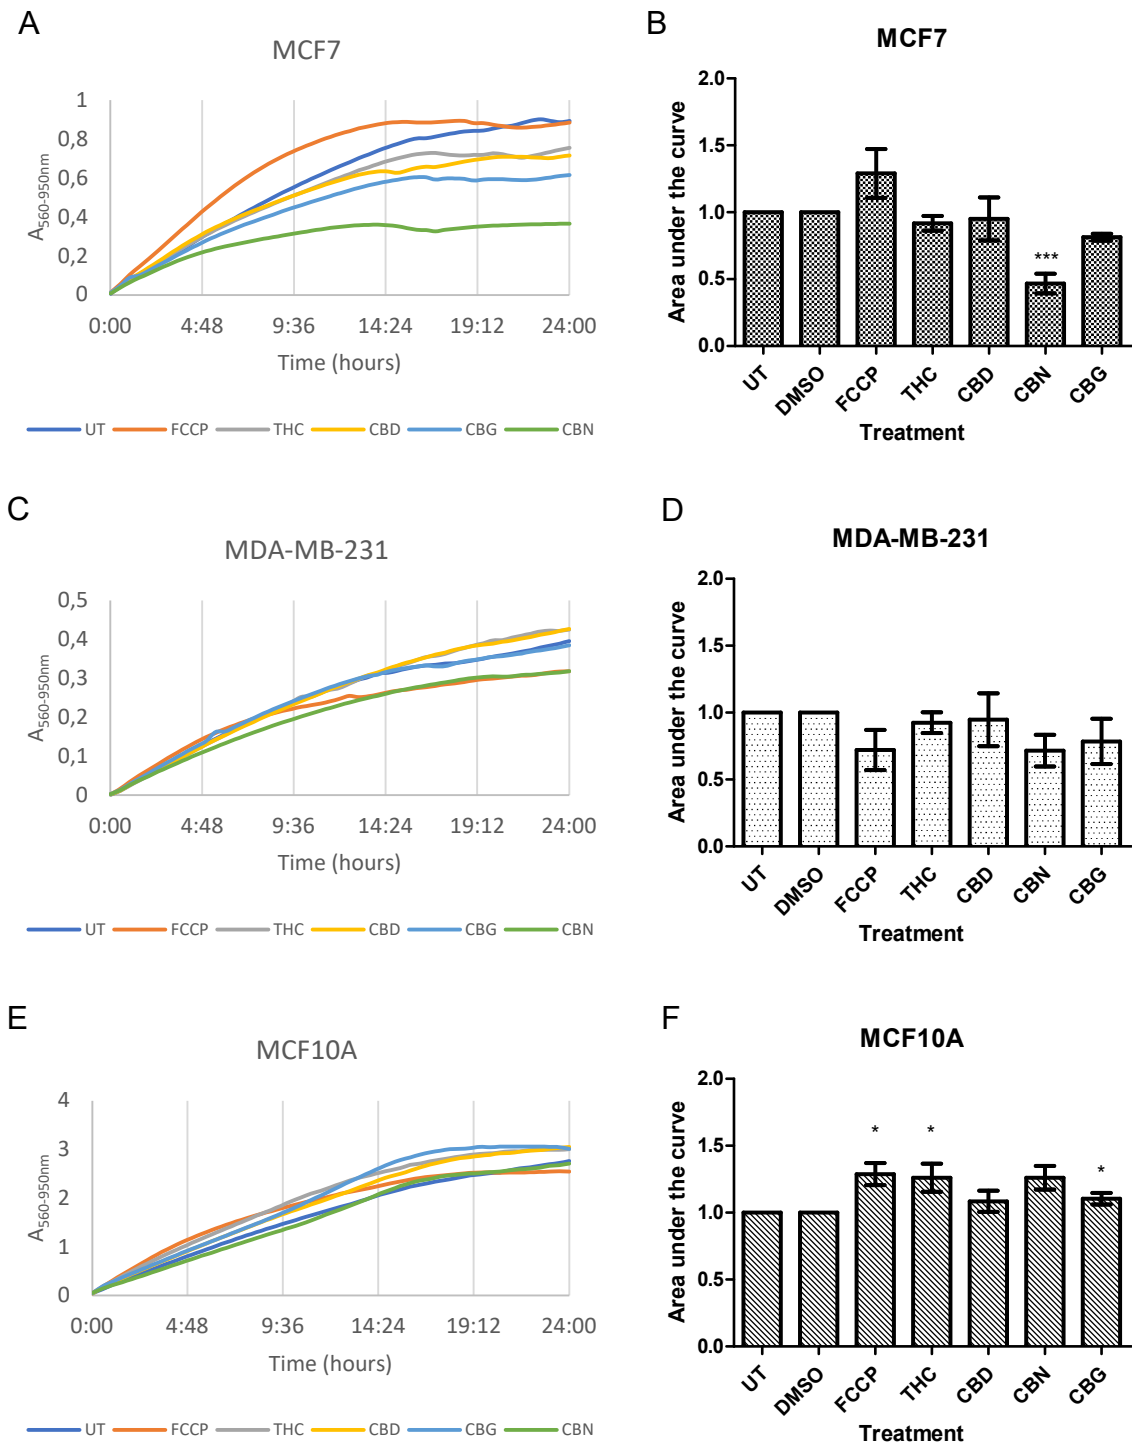 A
MCF7
1
0,8
0,6
0,4
0,2
0
A560-950nm
0:00 4:48 9:36 14:24 19:12 24:00
Time (hours)
UT FCCP THC CBD CBG CBN
B
MCF7
2.0
1.5
1.0
0.5
0.0
Area under the curve
***
UT DMSO FCCP THC CBD CBN CBG
Treatment
C
MDA-MB-231
0,5
0,4
0,3
0,2
0,1
0
A560-950nm
0:00 4:48 9:36 14:24 19:12 24:00
Time (hours)
UT FCCP THC CBD CBG CBN
D
MDA-MB-231
2.0
1.5
1.0
0.5
0.0
Area under the curve
UT DMSO FCCP THC CBD CBN CBG
Treatment
E
MCF10A
4
3
2
1
0
A560-950nm
0:00 4:48 9:36 14:24 19:12 24:00
Time (hours)
UT FCCP THC CBD CBG CBN
F
MCF10A
2.0
1.5
1.0
0.5
0.0
Area under the curve
* * *
UT DMSO FCCP THC CBD CBN CBG
Treatment